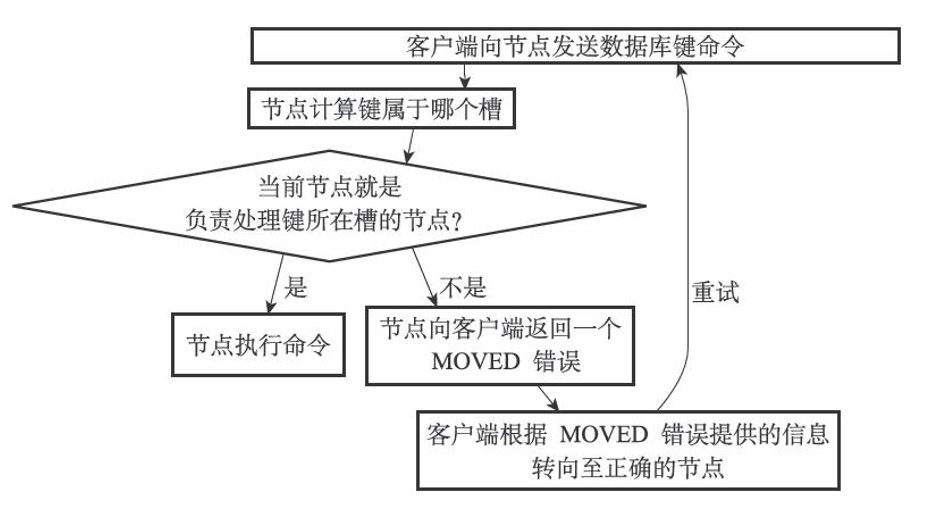 客户端向节点发送数据库键命令
节点计算键属于哪个槽
当前节点就是
负责处理键所在槽的节点?
是
不是
重试
节点执行命令
节点向客户端返回一个
MOVED 错误
客户端根据 MOVED 错误提供的信息
转向至正确的节点